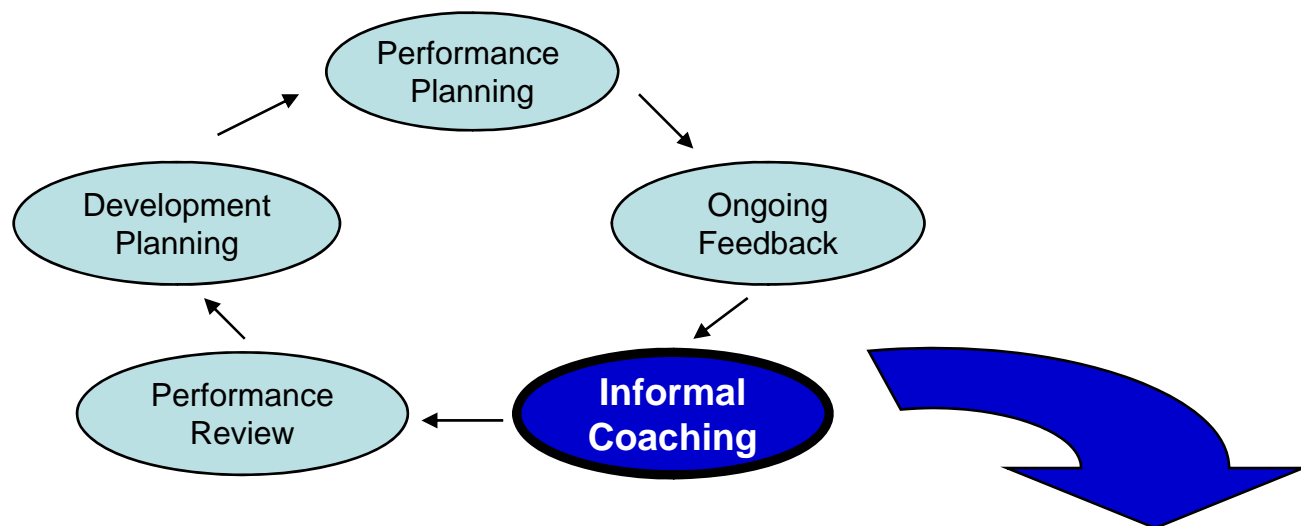 Performance
Planning
Development
Planning
Ongoing
Feedback
Performance
Review
Informal
Coaching